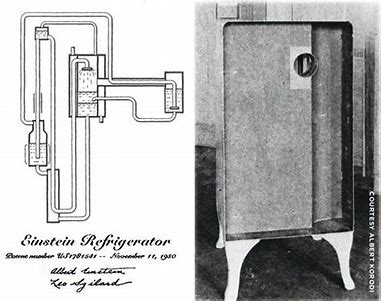 Einstein Refrigerator
Patent number US1781541 -- November 11, 1930
Albert Einstein
Leo Szilard
COURTESY ALBERT KORODI